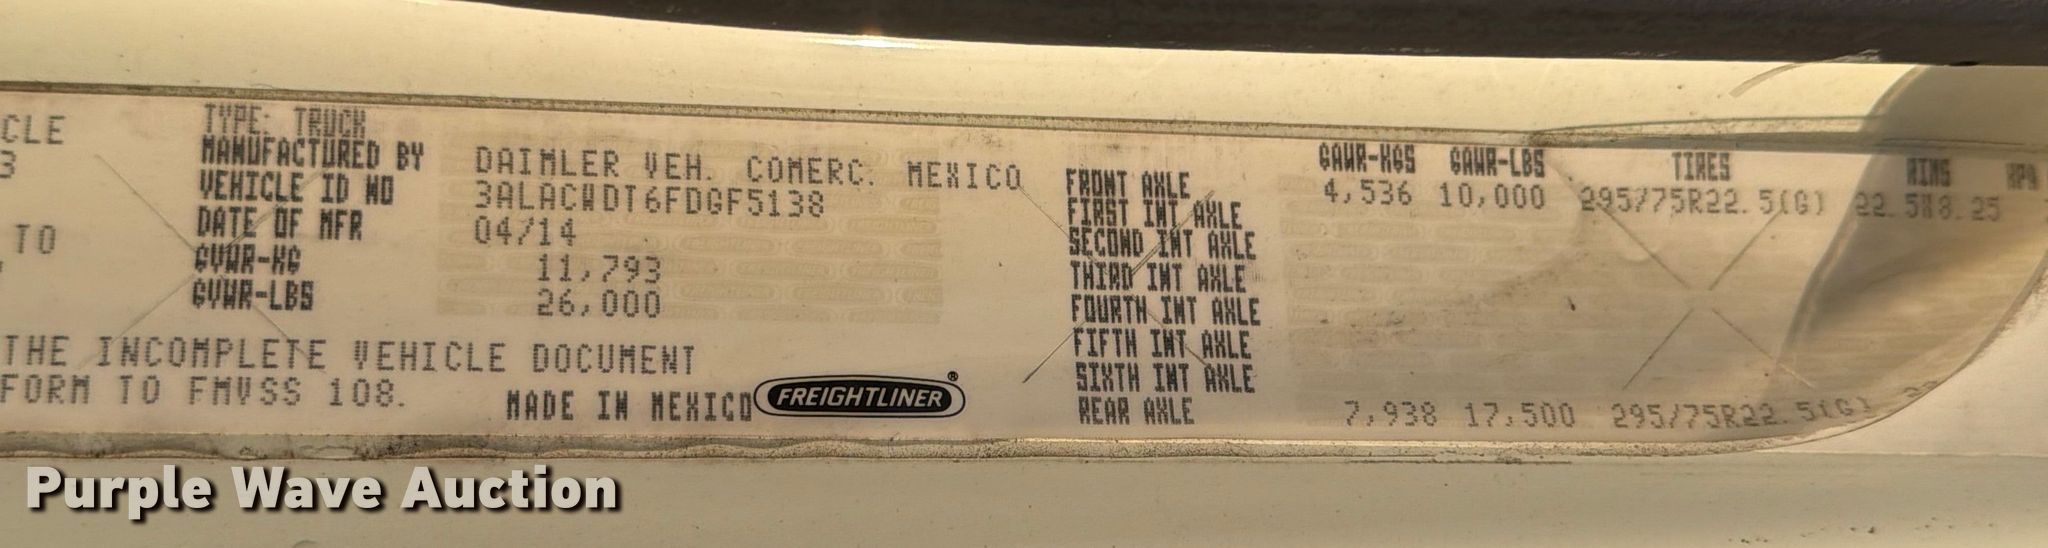 CLE
3
TO
TYPE: TRUCK
MANUFACTURED BY DAIMLER VEH. COMERC. MEXICO
VEHICLE ID NO 3ALACWDT6FDGF5138
DATE OF MFR 04/14
GVWR-KG 11,793
GVWR-LBS 26,000
THE INCOMPLETE VEHICLE DOCUMENT
FORM TO FMVSS 108.
MADE IN MEXICO FREIGHTLINER®
GAWR-KGS GAWR-LBS TIRES RIMS
FRONT AXLE 4,536 10,000 295/75R22.5(G) 22.5X8.25
FIRST INT AXLE
SECOND INT AXLE
THIRD INT AXLE
FOURTH INT AXLE
FIFTH INT AXLE
SIXTH INT AXLE
REAR AXLE 7,938 17,500 295/75R22.5(G)
Purple Wave Auction